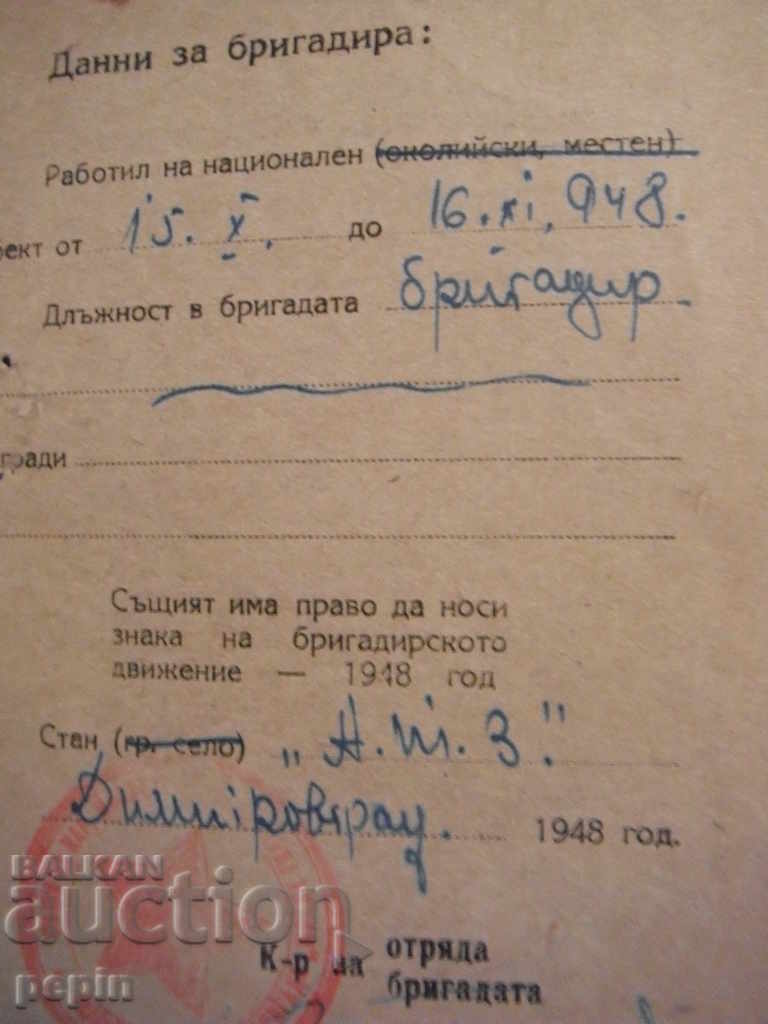 Данни за бригадира:
Работил на национален (околийски, местен)
ект от 15. X. до 16. XI. 948.
Длъжност в бригадата бригадир
гради
Същият има право да носи
знака на бригадирското
движение — 1948 год
Стан (гр. село) „А.Т.З."
Димитровград. 1948 год.
BALKAN
auction
К-р на отряда
бригадата
pepin